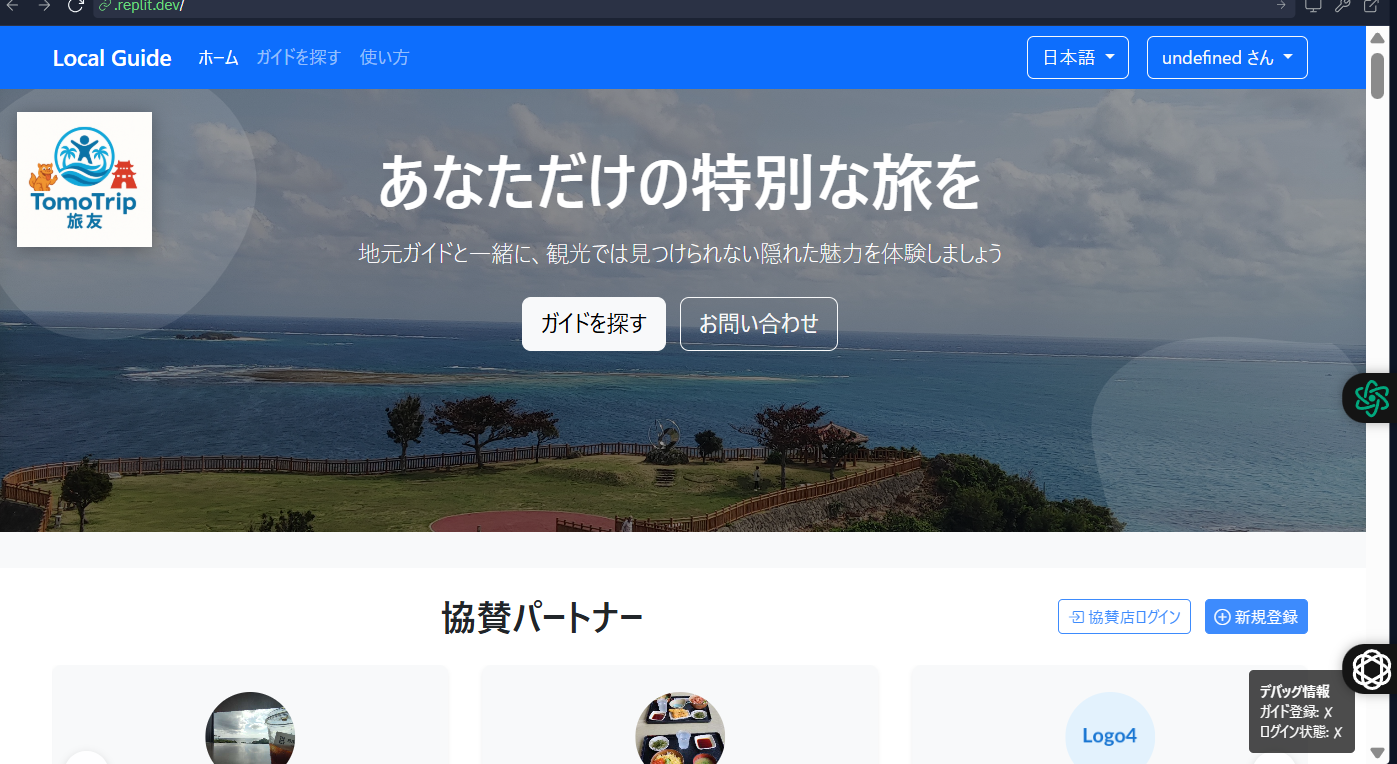 .replit.dev/
Local Guide ホーム ガイドを探す 使い方 日本語 undefined さん
TomoTrip
旅友
あなただけの特別な旅を
地元ガイドと一緒に、観光では見つけられない隠れた魅力を体験しましょう
ガイドを探す お問い合わせ
協賛パートナー 協賛店ログイン 新規登録
Logo4
デバッグ情報
ガイド登録: ✗
ログイン状態: ✗